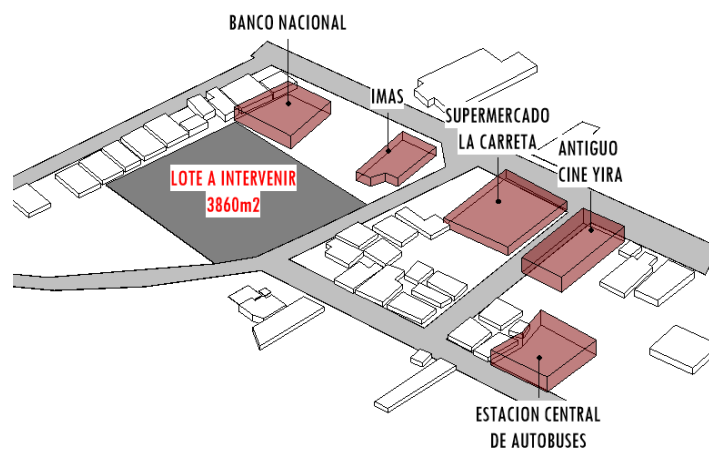 BANCO NACIONAL
IMAS
SUPERMERCADO
LA CARRETA
ANTIGUO
CINE YIRA
LOTE A INTERVENIR
3860m2
ESTACION CENTRAL
DE AUTOBUSES